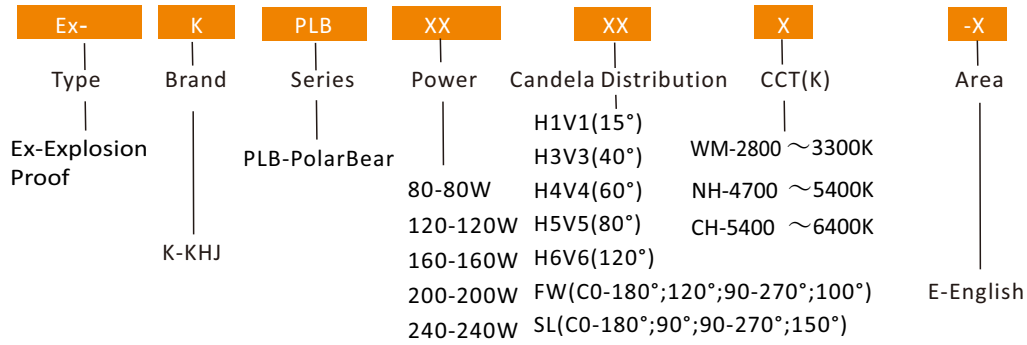 Ex- K PLB XX XX X -X
Type Brand Series Power Candela Distribution CCT(K) Area
Ex-Explosion
Proof
K-KHJ
PLB-PolarBear
80-80W
120-120W
160-160W
200-200W
240-240W
H1V1(15°)
H3V3(40°)
H4V4(60°)
H5V5(80°)
H6V6(120°)
FW(C0-180°;120°;90-270°;100°)
SL(C0-180°;90°;90-270°;150°)
WM-2800 ～3300K
NH-4700 ～5400K
CH-5400 ～6400K
E-English